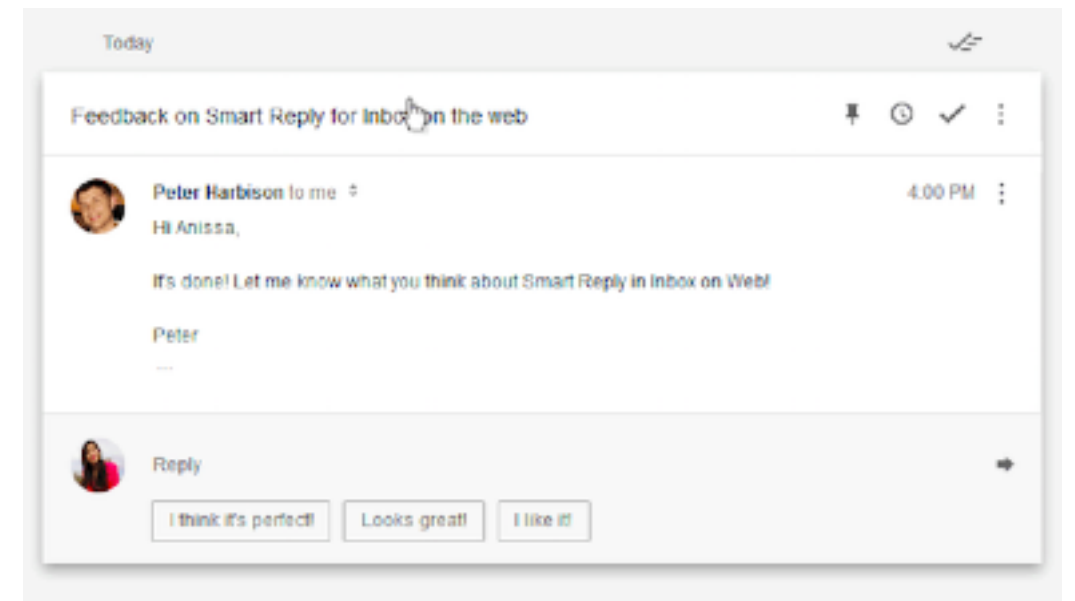 Today
Feedback on Smart Reply for Inbox on the web
Peter Harbison to me
4:00 PM
Hi Anissa,
It's done! Let me know what you think about Smart Reply in Inbox on Web!
Peter
Reply
I think it's perfect!
Looks great!
I like it!